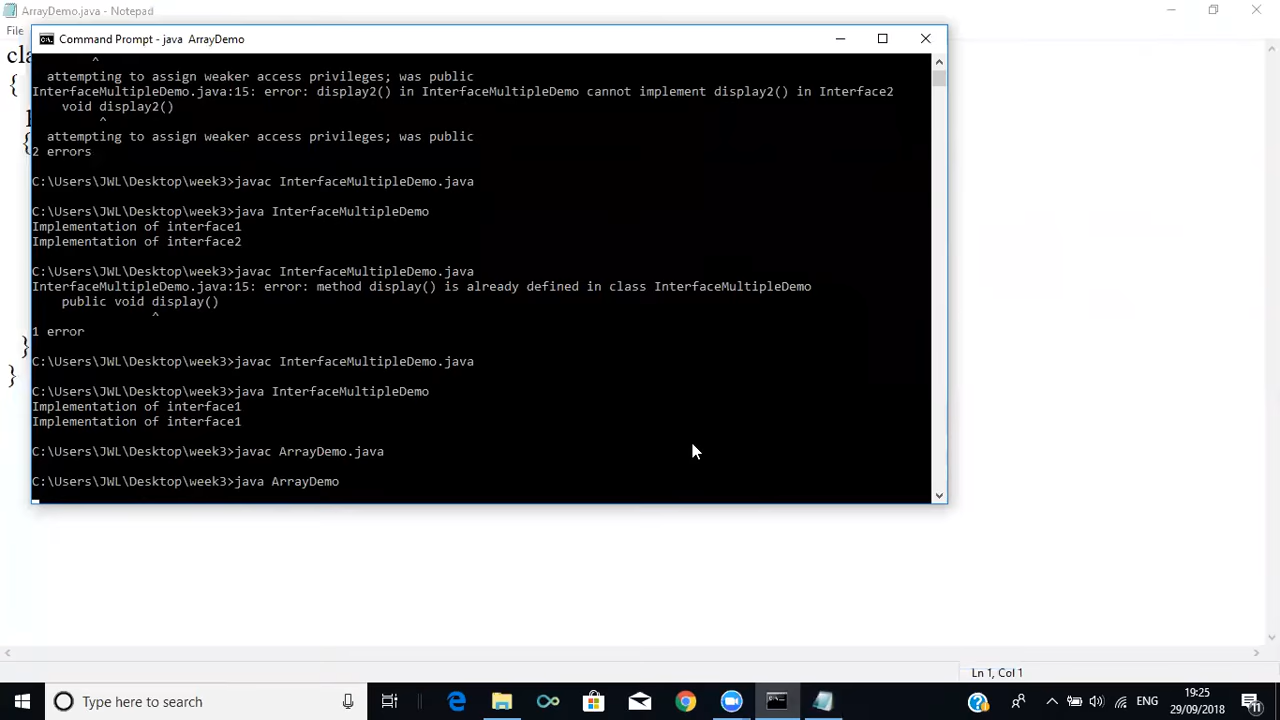 ArrayDemo.java - Notepad
File
cla
{
{
}
}
Command Prompt - java  ArrayDemo
^
attempting to assign weaker access privileges; was public
InterfaceMultipleDemo.java:15: error: display2() in InterfaceMultipleDemo cannot implement display2() in Interface2
void display2()
^
attempting to assign weaker access privileges; was public
2 errors
C:\Users\JWL\Desktop\week3>javac InterfaceMultipleDemo.java
C:\Users\JWL\Desktop\week3>java InterfaceMultipleDemo
Implementation of interface1
Implementation of interface2
C:\Users\JWL\Desktop\week3>javac InterfaceMultipleDemo.java
InterfaceMultipleDemo.java:15: error: method display() is already defined in class InterfaceMultipleDemo
public void display()
^
1 error
C:\Users\JWL\Desktop\week3>javac InterfaceMultipleDemo.java
C:\Users\JWL\Desktop\week3>java InterfaceMultipleDemo
Implementation of interface1
Implementation of interface1
C:\Users\JWL\Desktop\week3>javac ArrayDemo.java
C:\Users\JWL\Desktop\week3>java ArrayDemo
Ln 1, Col 1
Type here to search
ENG
19:25
29/09/2018
11